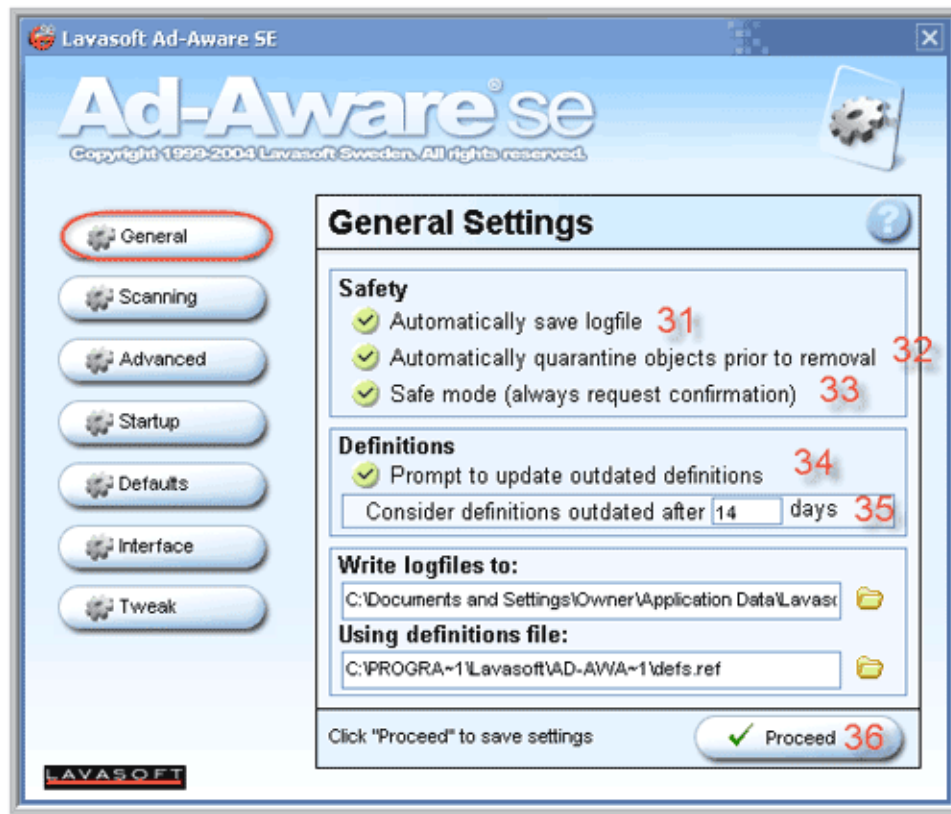 Lavasoft Ad-Aware SE
Ad-Aware® se
Copyright 1999-2004 Lavasoft Sweden. All rights reserved.
General
Scanning
Advanced
Startup
Defaults
Interface
Tweak
General Settings ?
Safety
Automatically save logfile 31
Automatically quarantine objects prior to removal 32
Safe mode (always request confirmation) 33
Definitions
Prompt to update outdated definitions 34
Consider definitions outdated after 14 days 35
Write logfiles to:
C:\Documents and Settings\Owner\Application Data\Lavasc
Using definitions file:
C:\PROGRA~1\Lavasoft\AD-AWA~1\defs.ref
Click "Proceed" to save settings
Proceed 36
LAVASOFT